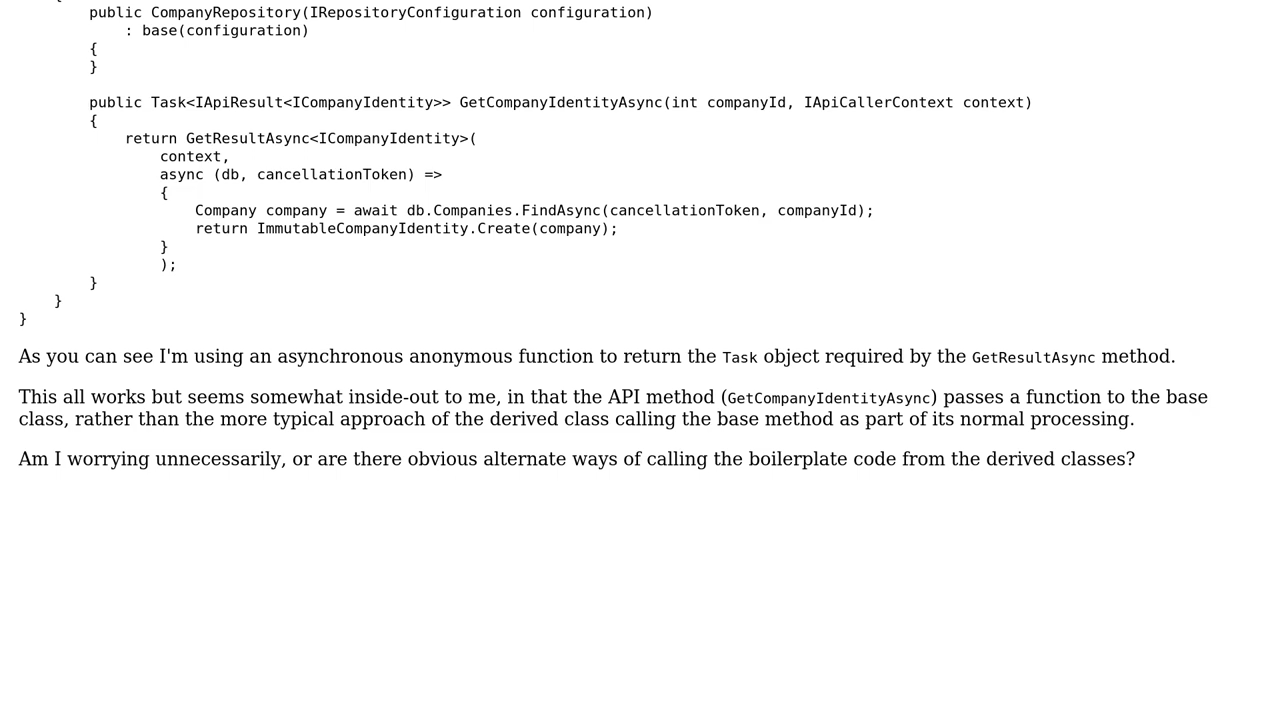 {
        public CompanyRepository(IRepositoryConfiguration configuration)
            : base(configuration)
        {
        }

        public Task<IApiResult<ICompanyIdentity>> GetCompanyIdentityAsync(int companyId, IApiCallerContext context)
        {
            return GetResultAsync<ICompanyIdentity>(
                context,
                async (db, cancellationToken) =>
                {
                    Company company = await db.Companies.FindAsync(cancellationToken, companyId);
                    return ImmutableCompanyIdentity.Create(company);
                }
                );
        }
    }
}
As you can see I'm using an asynchronous anonymous function to return the Task object required by the GetResultAsync method.
This all works but seems somewhat inside-out to me, in that the API method (GetCompanyIdentityAsync) passes a function to the base
class, rather than the more typical approach of the derived class calling the base method as part of its normal processing.
Am I worrying unnecessarily, or are there obvious alternate ways of calling the boilerplate code from the derived classes?